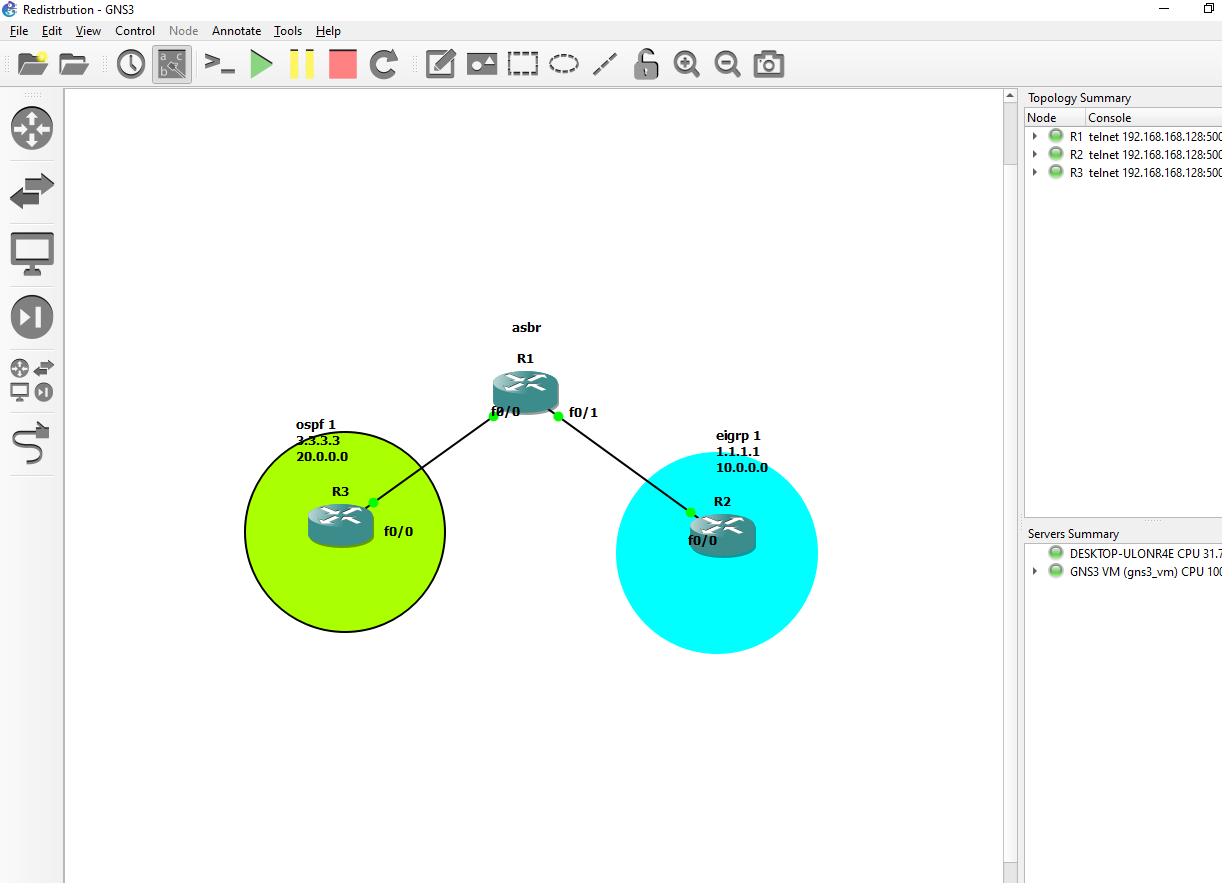 Redistrbution - GNS3
File Edit View Control Node Annotate Tools Help
a c
b
Topology Summary
Node Console
R1 telnet 192.168.168.128:500
R2 telnet 192.168.168.128:500
R3 telnet 192.168.168.128:500
asbr
R1
f0/0 f0/1
ospf 1
3.3.3.3
20.0.0.0
R3
f0/0
eigrp 1
1.1.1.1
10.0.0.0
R2
f0/0
Servers Summary
DESKTOP-ULONR4E CPU 31.7
GNS3 VM (gns3_vm) CPU 100